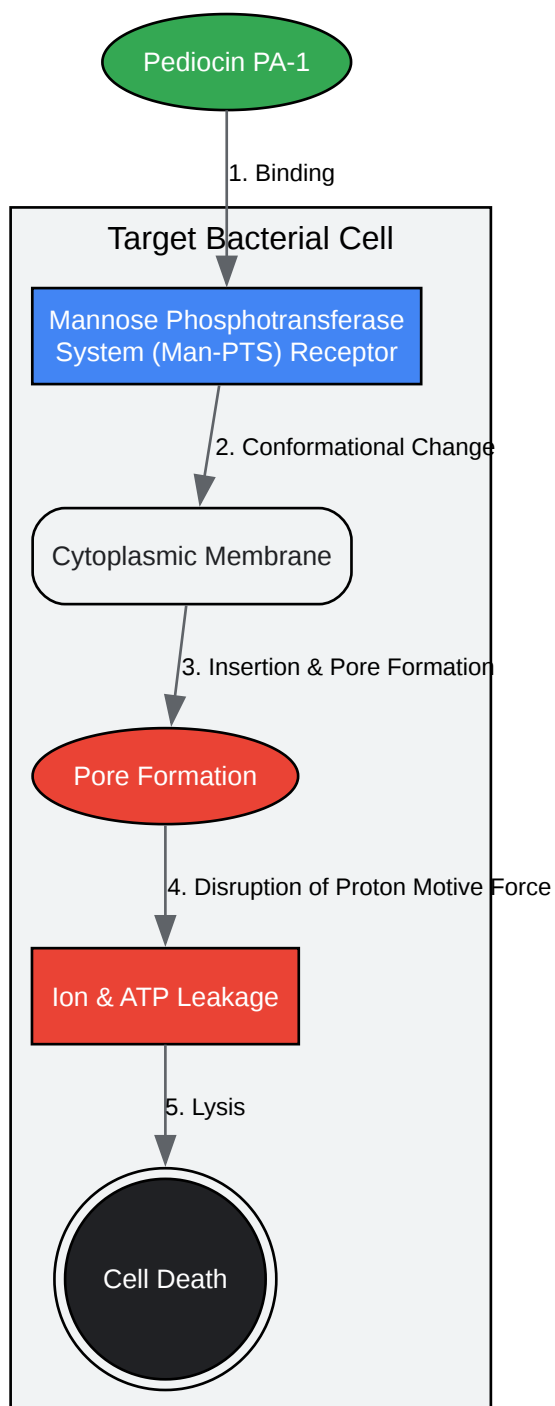 Pediocin PA-1
1. Binding
Target Bacterial Cell
Mannose Phosphotransferase
System (Man-PTS) Receptor
2. Conformational Change
Cytoplasmic Membrane
3. Insertion & Pore Formation
Pore Formation
4. Disruption of Proton Motive Force
Ion & ATP Leakage
5. Lysis
Cell Death